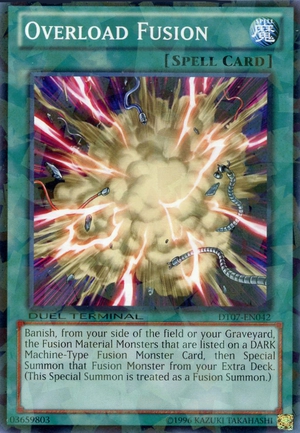 OVERLOAD FUSION
魔
[SPELL CARD]
DUEL TERMINAL
DT07-EN042
Banish, from your side of the field or your Graveyard,
the Fusion Material Monsters that are listed on a DARK
Machine-Type Fusion Monster Card, then Special
Summon that Fusion Monster from your Extra Deck.
(This Special Summon is treated as a Fusion Summon.)
03659803
©1996 KAZUKI TAKAHASHI